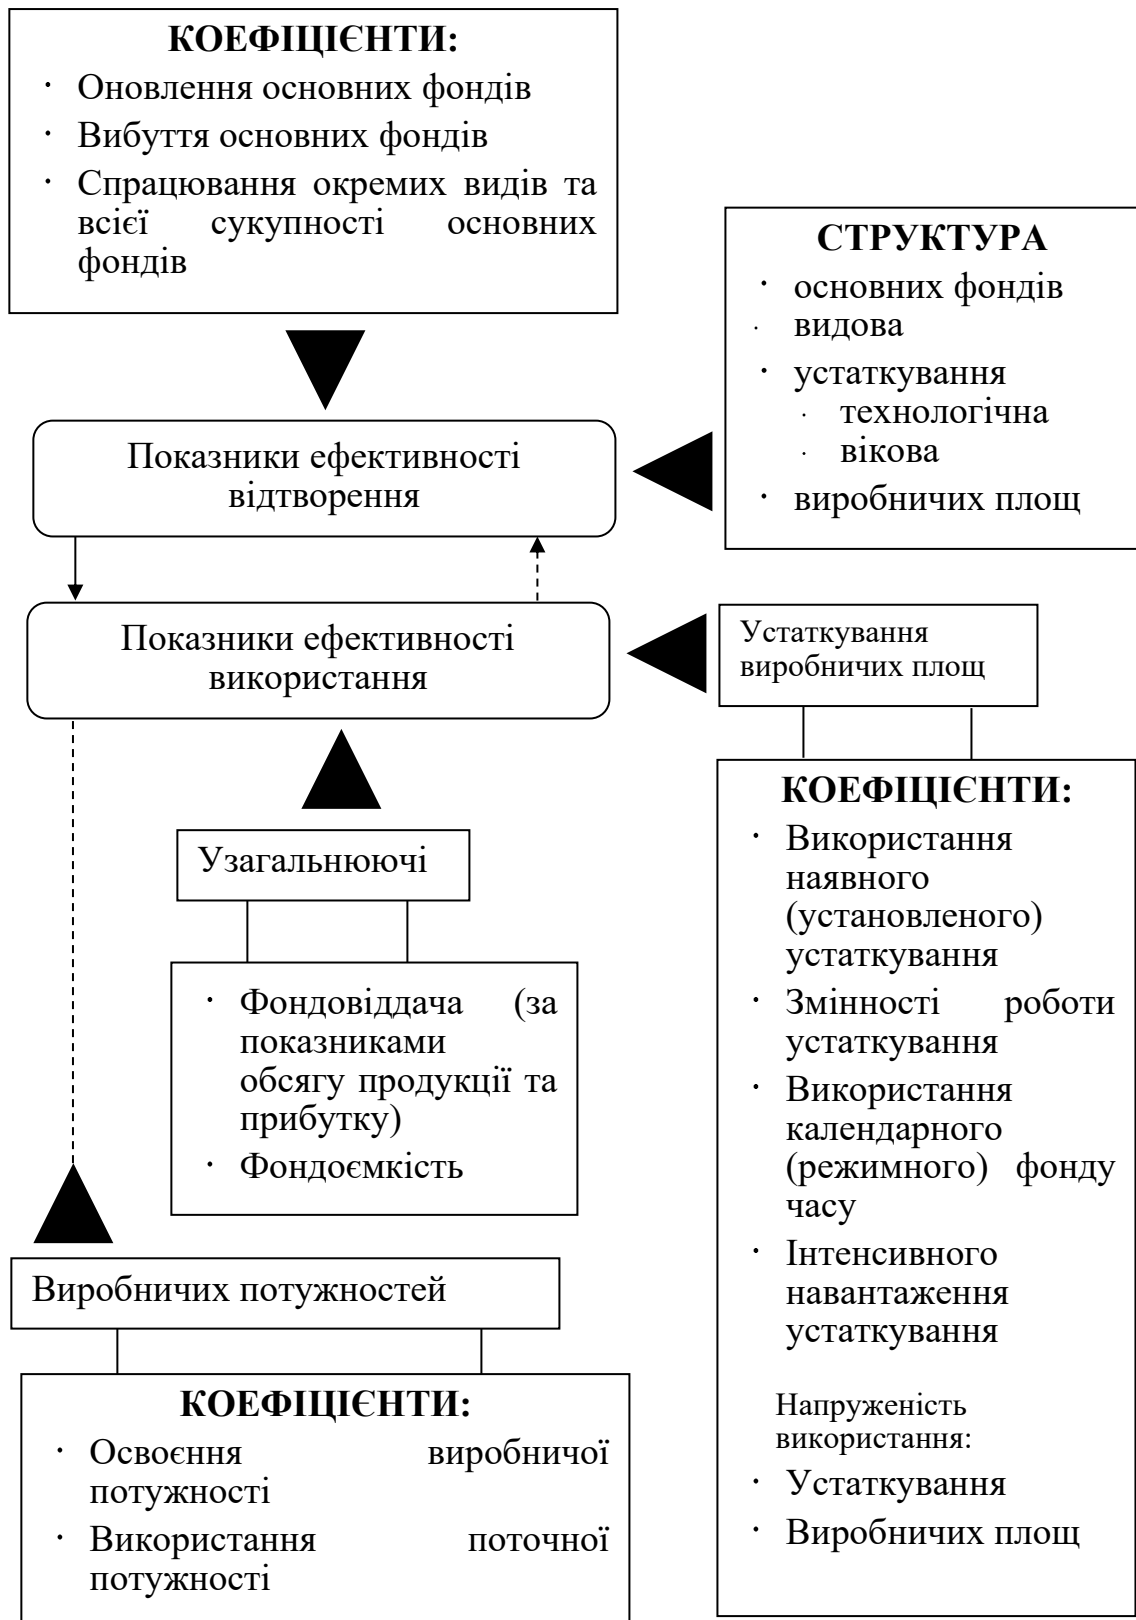 КОЕФІЦІЄНТИ:
· Оновлення основних фондів
· Вибуття основних фондів
· Спрацювання окремих видів та
всієї сукупності основних
фондів
СТРУКТУРА
· основних фондів
· видова
· устаткування
· технологічна
· вікова
· виробничих площ
Показники ефективності
відтворення
Показники ефективності
використання
Устаткування
виробничих площ
КОЕФІЦІЄНТИ:
· Використання
наявного
(установленого)
устаткування
· Змінності роботи
устаткування
· Використання
календарного
(режимного) фонду
часу
· Інтенсивного
навантаження
устаткування
Напруженість
використання:
· Устаткування
· Виробничих площ
Узагальнюючі
· Фондовіддача (за
показниками
обсягу продукції та
прибутку)
· Фондоємкість
Виробничих потужностей
КОЕФІЦІЄНТИ:
· Освоєння виробничої
потужності
· Використання поточної
потужності